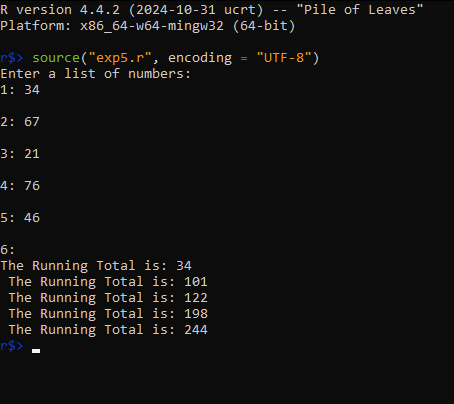 R version 4.4.2 (2024-10-31 ucrt) -- "Pile of Leaves"
Platform: x86_64-w64-mingw32 (64-bit)
r$> source("exp5.r", encoding = "UTF-8")
Enter a list of numbers:
1: 34
2: 67
3: 21
4: 76
5: 46
6:
The Running Total is: 34
 The Running Total is: 101
 The Running Total is: 122
 The Running Total is: 198
 The Running Total is: 244
r$>